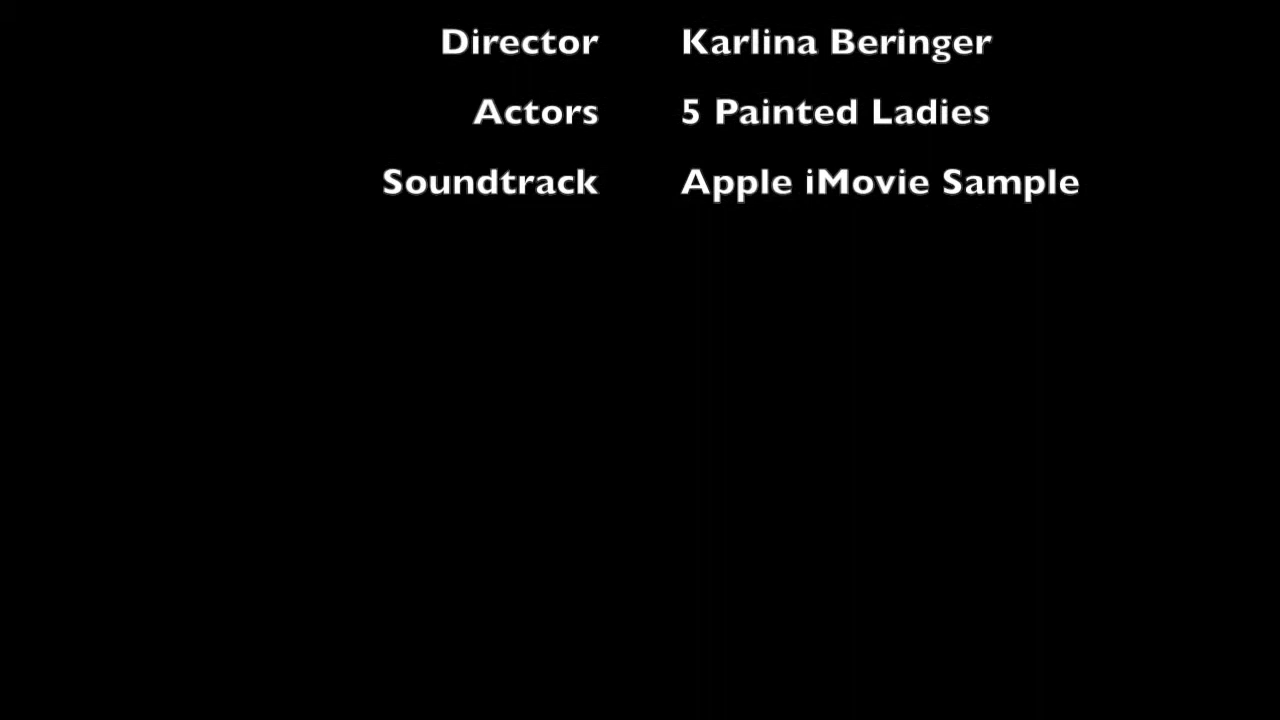 Director Karlina Beringer
Actors 5 Painted Ladies
Soundtrack Apple iMovie Sample